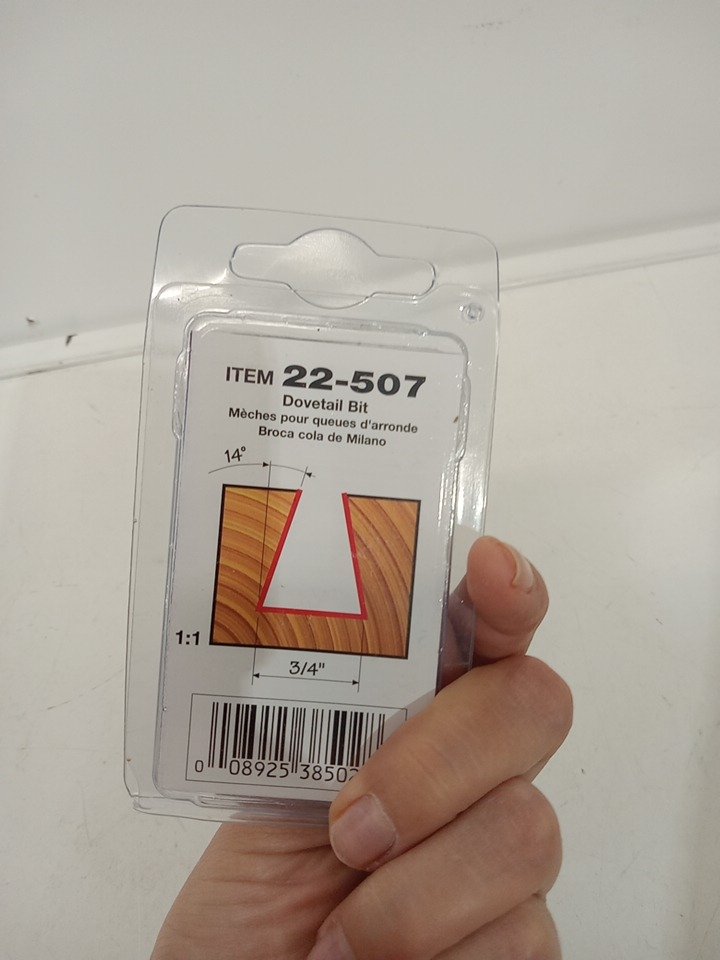 ITEM 22-507
Dovetail Bit
Mèches pour queues d'arronde
Broca cola de Milano
14°
1:1
3/4"
0 08925 38502